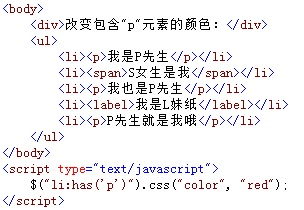 <body>
<div>改变包含"p"元素的颜色：</div>
<ul>
<li><p>我是P先生</p></li>
<li><span>S女生是我</span></li>
<li><p>我也是P先生</p></li>
<li><label>我是L妹纸</label></li>
<li><p>P先生就是我哦</p></li>
</ul>
</body>
<script type="text/javascript">
$("li:has('p')").css("color", "red");
</script>